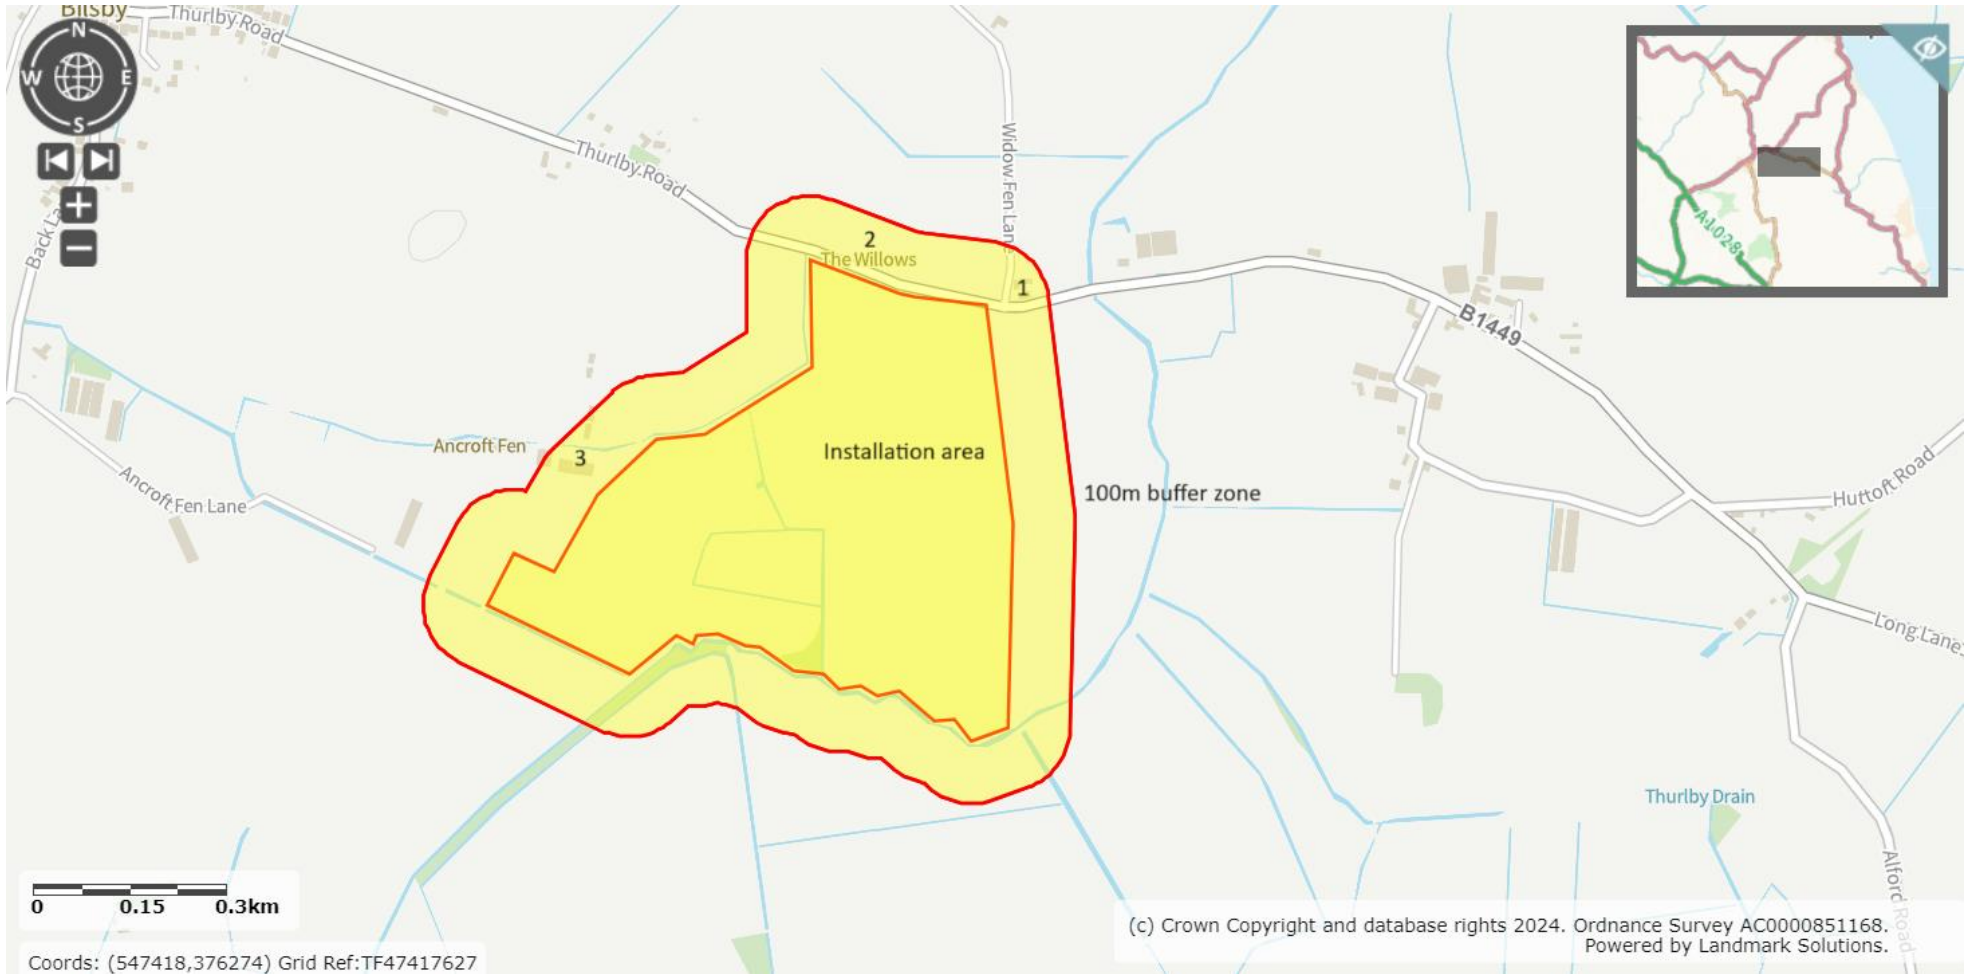 Bilsby
Thurlby Road
N
W
E
S
Back La
Thurlby Road
Widow Fen Lan
2
The Willows
1
A1028
B1449
Installation area
Ancroft Fen
3
100m buffer zone
Ancroft Fen Lane
Huttoft Road
Long Lane
Thurlby Drain
Alford Road
0 0.15 0.3km
(c) Crown Copyright and database rights 2024. Ordnance Survey AC0000851168.
Powered by Landmark Solutions.
Coords: (547418,376274) Grid Ref:TF47417627